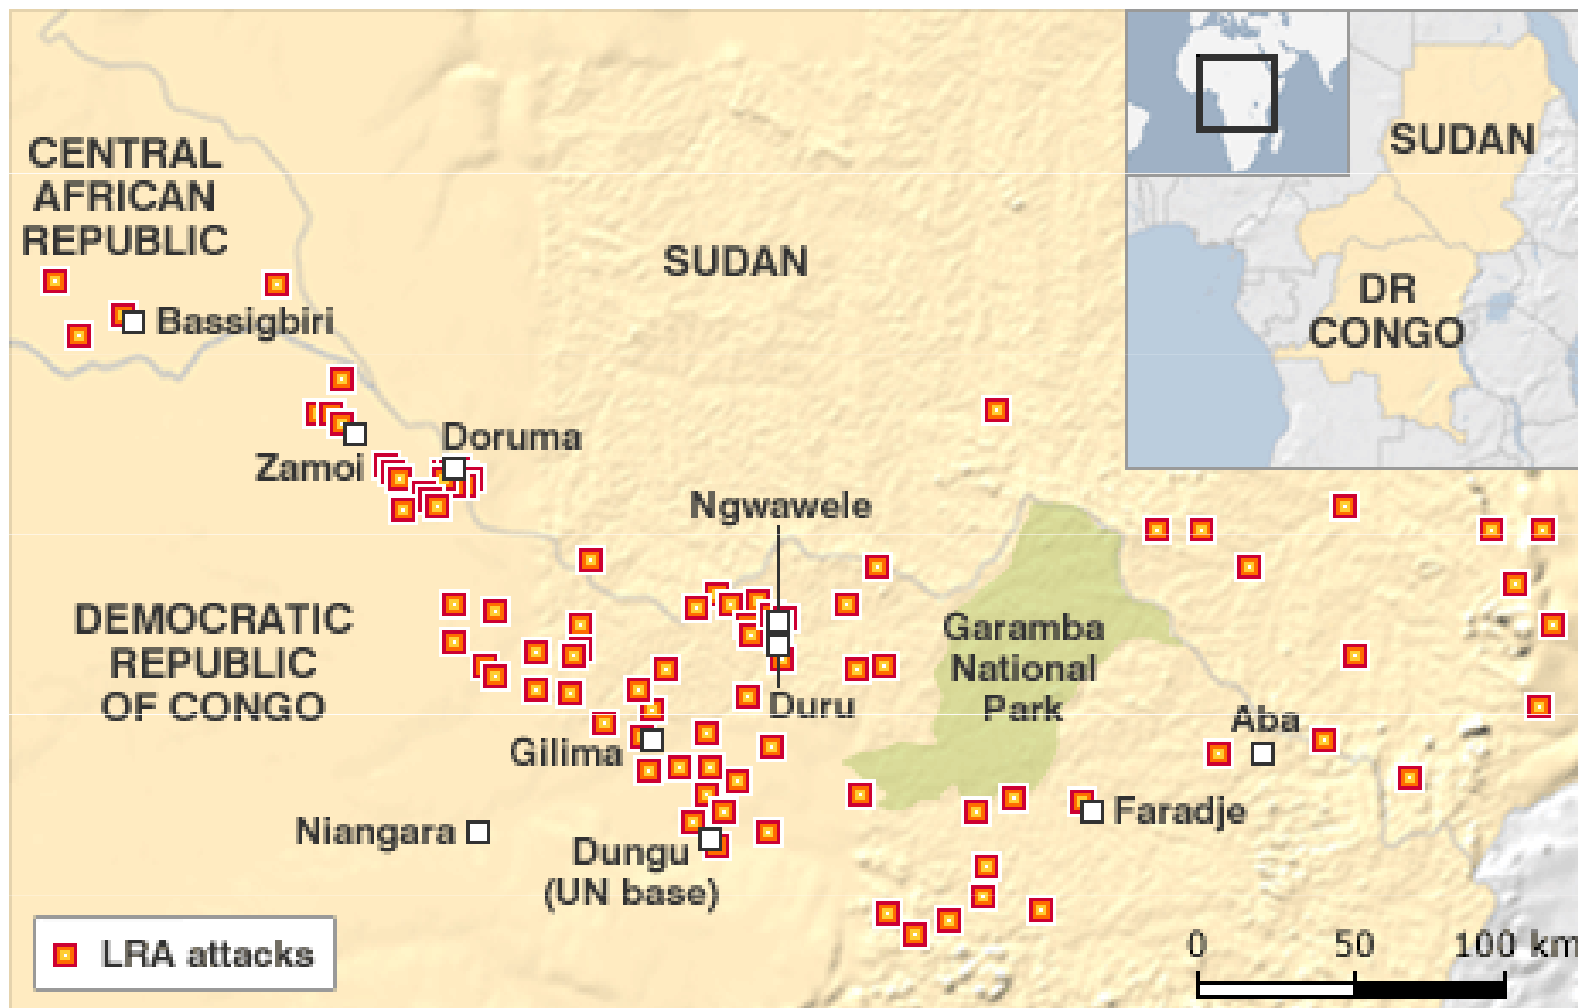 CENTRAL
AFRICAN
REPUBLIC
SUDAN
SUDAN
DR
CONGO
Bassigbiri
Doruma
Zamoi
Ngwawele
DEMOCRATIC
REPUBLIC
OF CONGO
Garamba
National
Park
Duru
Aba
Gilima
Faradje
Niangara
Dungu
(UN base)
LRA attacks
0 50 100 km